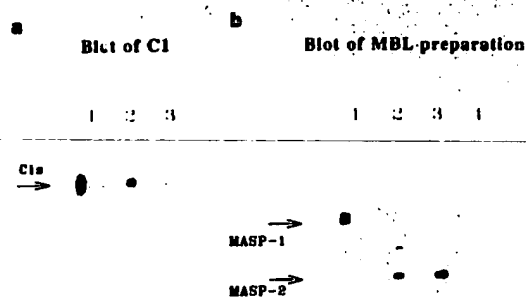 a
Blot of C1
1 2 3
C1s
b
Blot of MBL-preparation
1 2 3 4
MASP-1
MASP-2